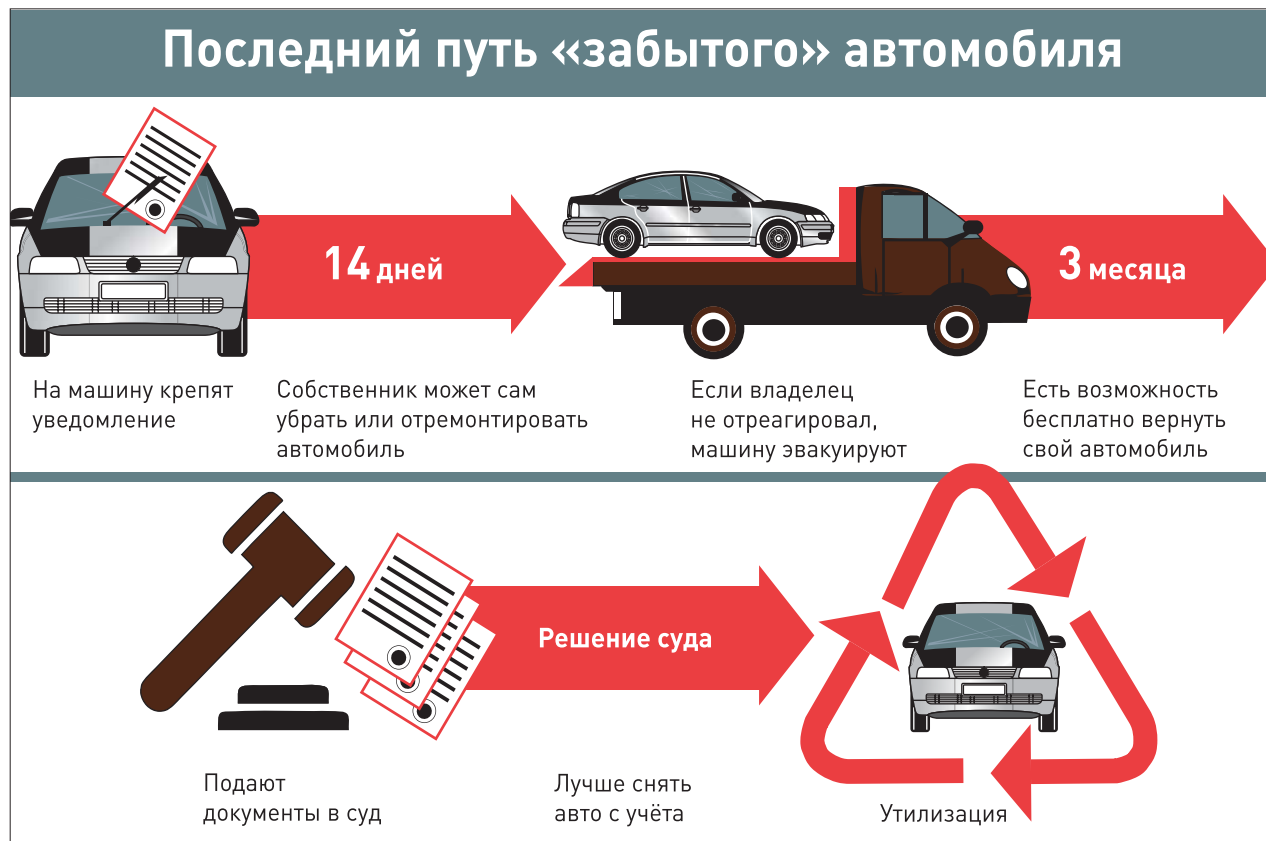 Последний путь «забытого» автомобиля
14 дней
3 месяца
На машину крепят
уведомление
Собственник может сам
убрать или отремонтировать
автомобиль
Если владелец
не отреагировал,
машину эвакуируют
Есть возможность
бесплатно вернуть
свой автомобиль
Решение суда
Подают
документы в суд
Лучше снять
авто с учёта
Утилизация